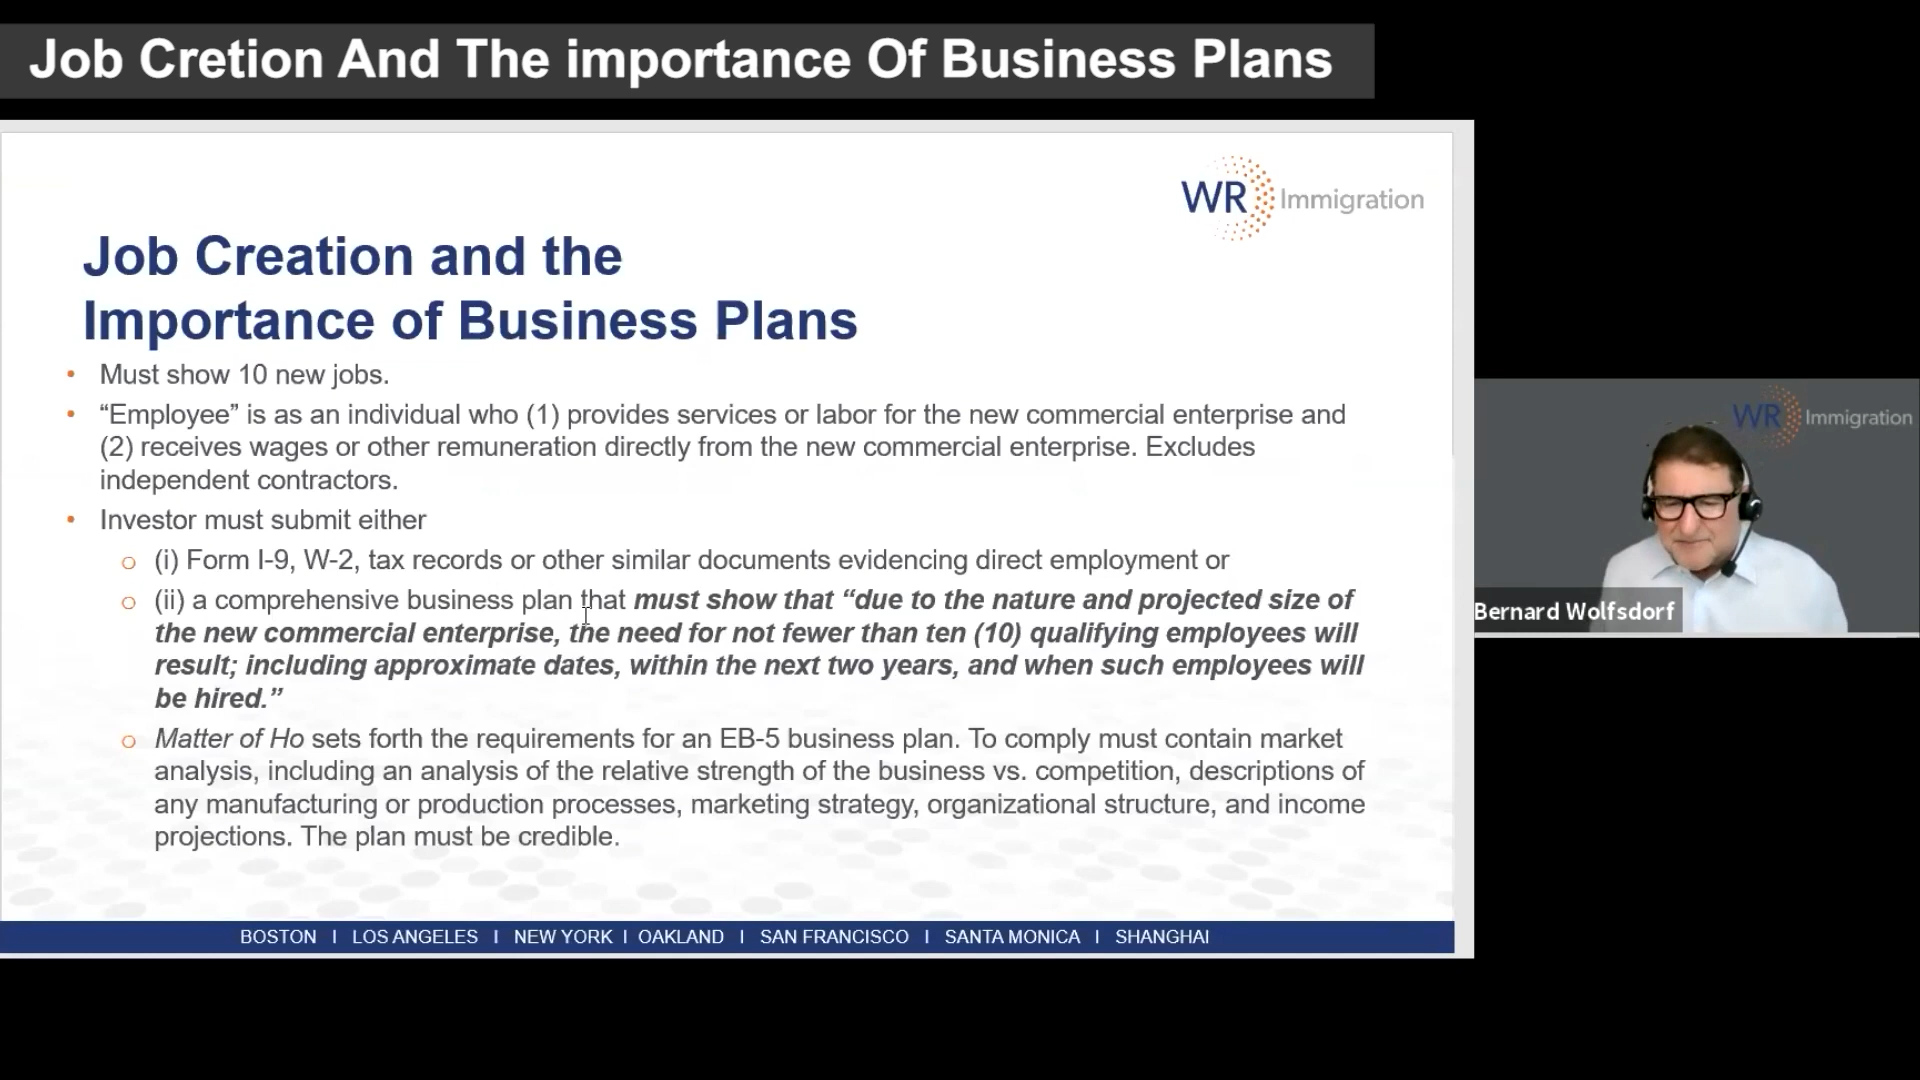 Job Cretion And The importance Of Business Plans
WR Immigration
Job Creation and the
Importance of Business Plans
• Must show 10 new jobs.
• “Employee” is as an individual who (1) provides services or labor for the new commercial enterprise and
(2) receives wages or other remuneration directly from the new commercial enterprise. Excludes
independent contractors.
• Investor must submit either
o (i) Form I-9, W-2, tax records or other similar documents evidencing direct employment or
o (ii) a comprehensive business plan that must show that “due to the nature and projected size of
the new commercial enterprise, the need for not fewer than ten (10) qualifying employees will
result; including approximate dates, within the next two years, and when such employees will
be hired.”
o Matter of Ho sets forth the requirements for an EB-5 business plan. To comply must contain market
analysis, including an analysis of the relative strength of the business vs. competition, descriptions of
any manufacturing or production processes, marketing strategy, organizational structure, and income
projections. The plan must be credible.
BOSTON I LOS ANGELES I NEW YORK I OAKLAND I SAN FRANCISCO I SANTA MONICA I SHANGHAI
WR Immigration
Bernard Wolfsdorf